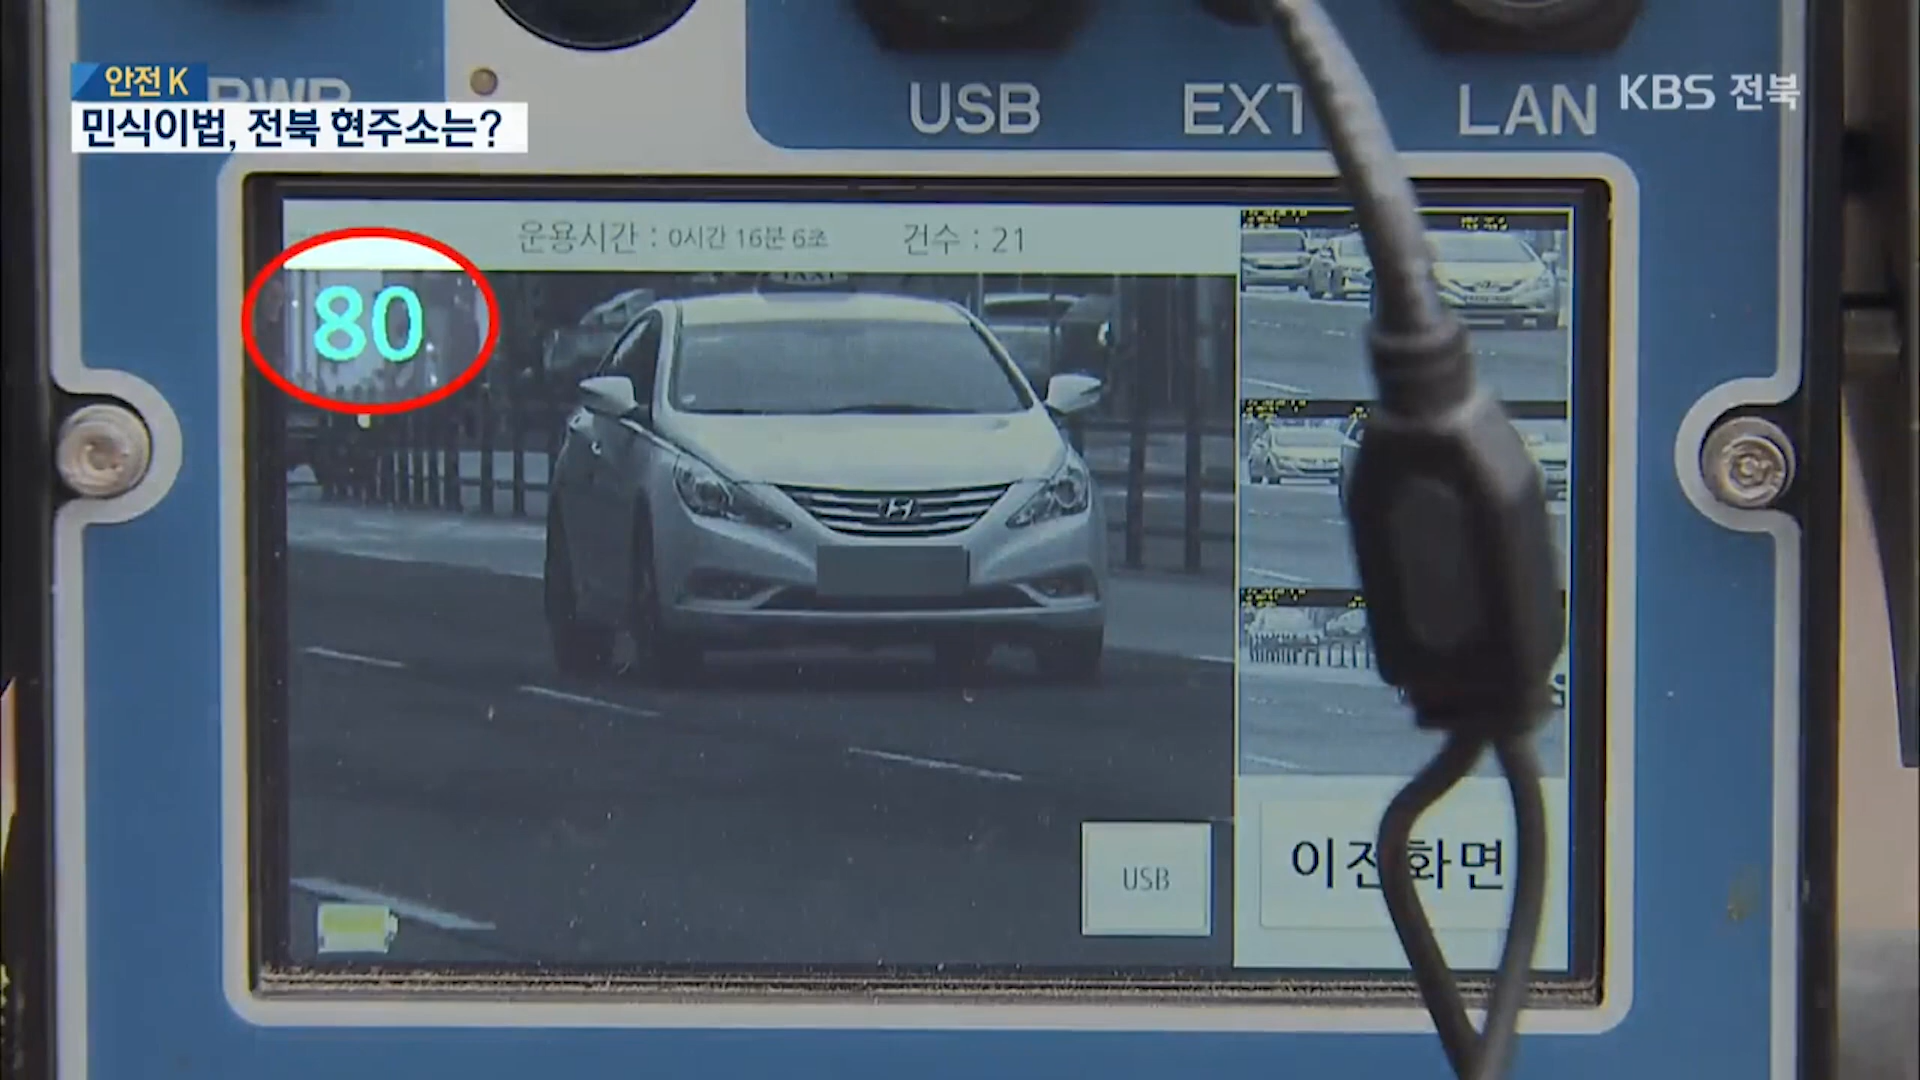 안전 K
PWR
민식이법, 전북 현주소는?
USB
EXT
LAN
KBS 전북
운용시간 : 0시간 16분 6초
건수 : 21
80
TAXI
USB
이전화면